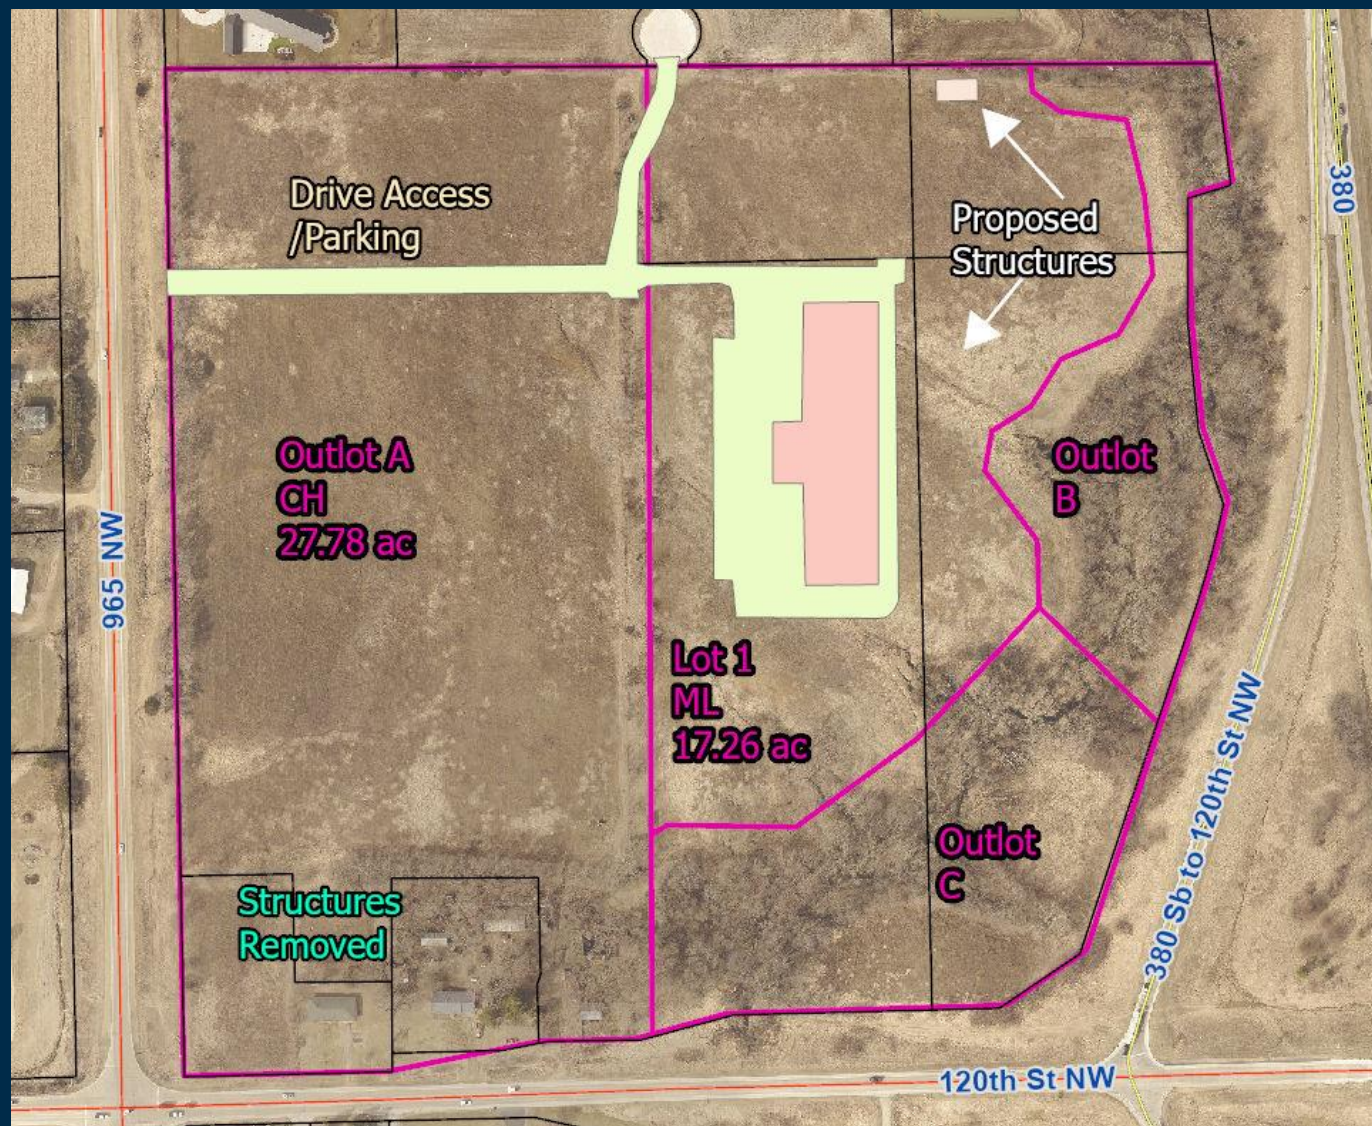 380
Drive Access
/Parking
Proposed
Structures
Outlot A
CH
27.78 ac
Outlot
B
965 NW
Lot 1
ML
17.26 ac
Outlot
C
Structures
Removed
380 Sb to 120th St NW
120th St NW